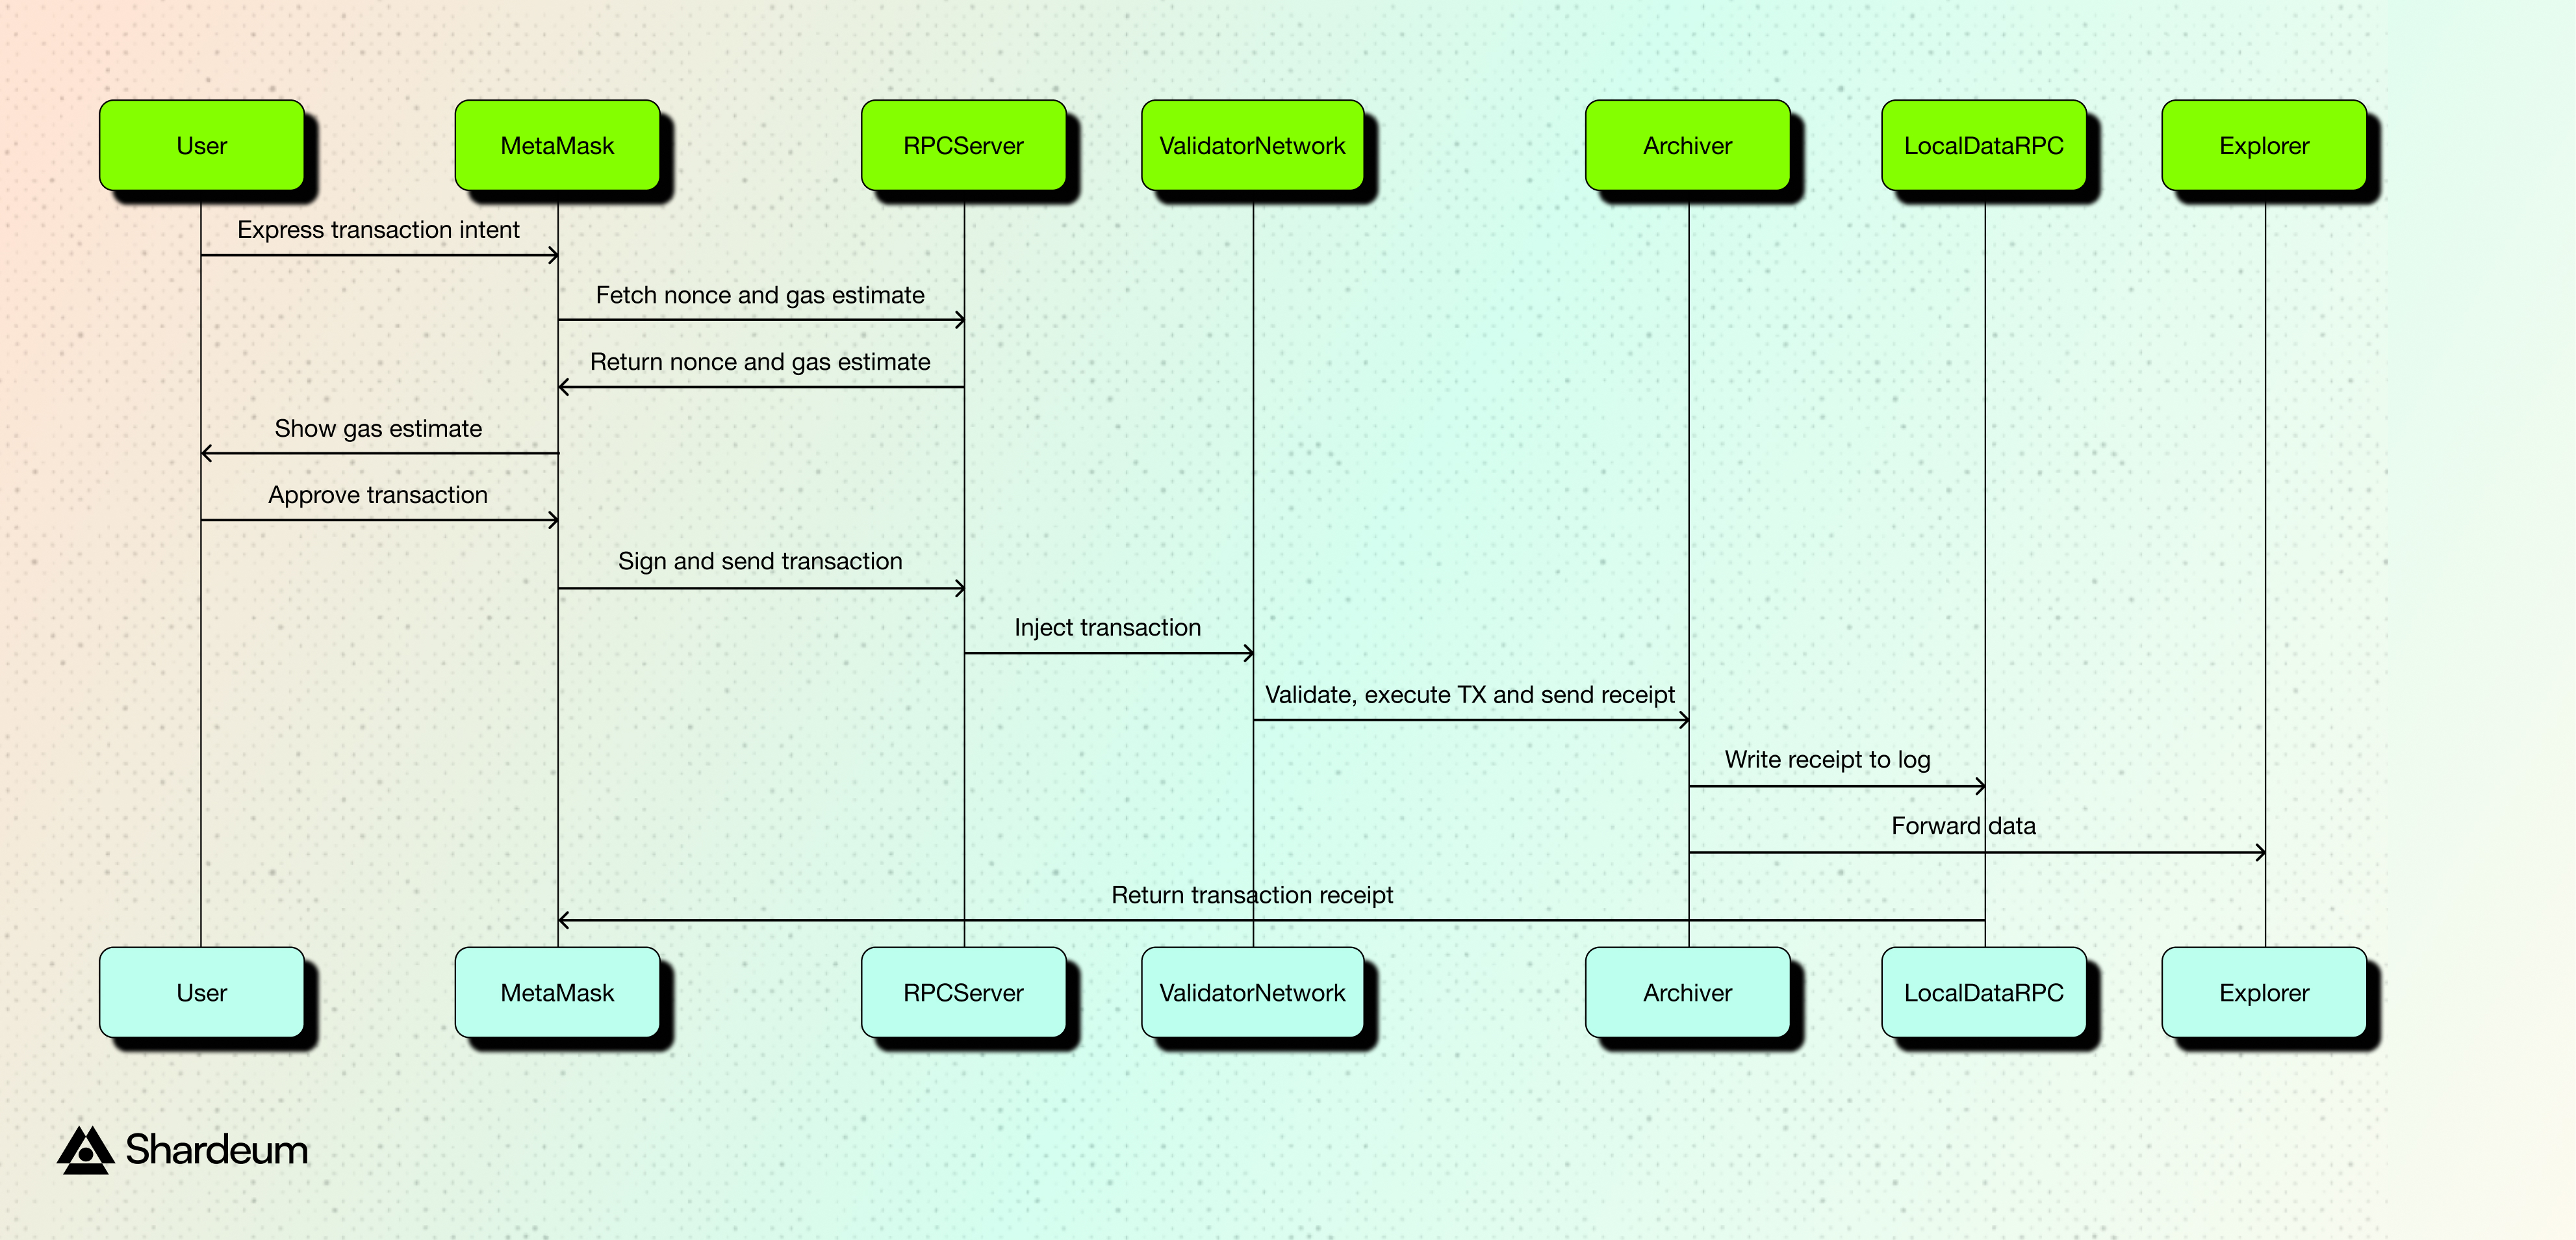 User
MetaMask
RPCServer
ValidatorNetwork
Archiver
LocalDataRPC
Explorer
Express transaction intent
Fetch nonce and gas estimate
Return nonce and gas estimate
Show gas estimate
Approve transaction
Sign and send transaction
Inject transaction
Validate, execute TX and send receipt
Write receipt to log
Forward data
Return transaction receipt
User
MetaMask
RPCServer
ValidatorNetwork
Archiver
LocalDataRPC
Explorer
Shardeum